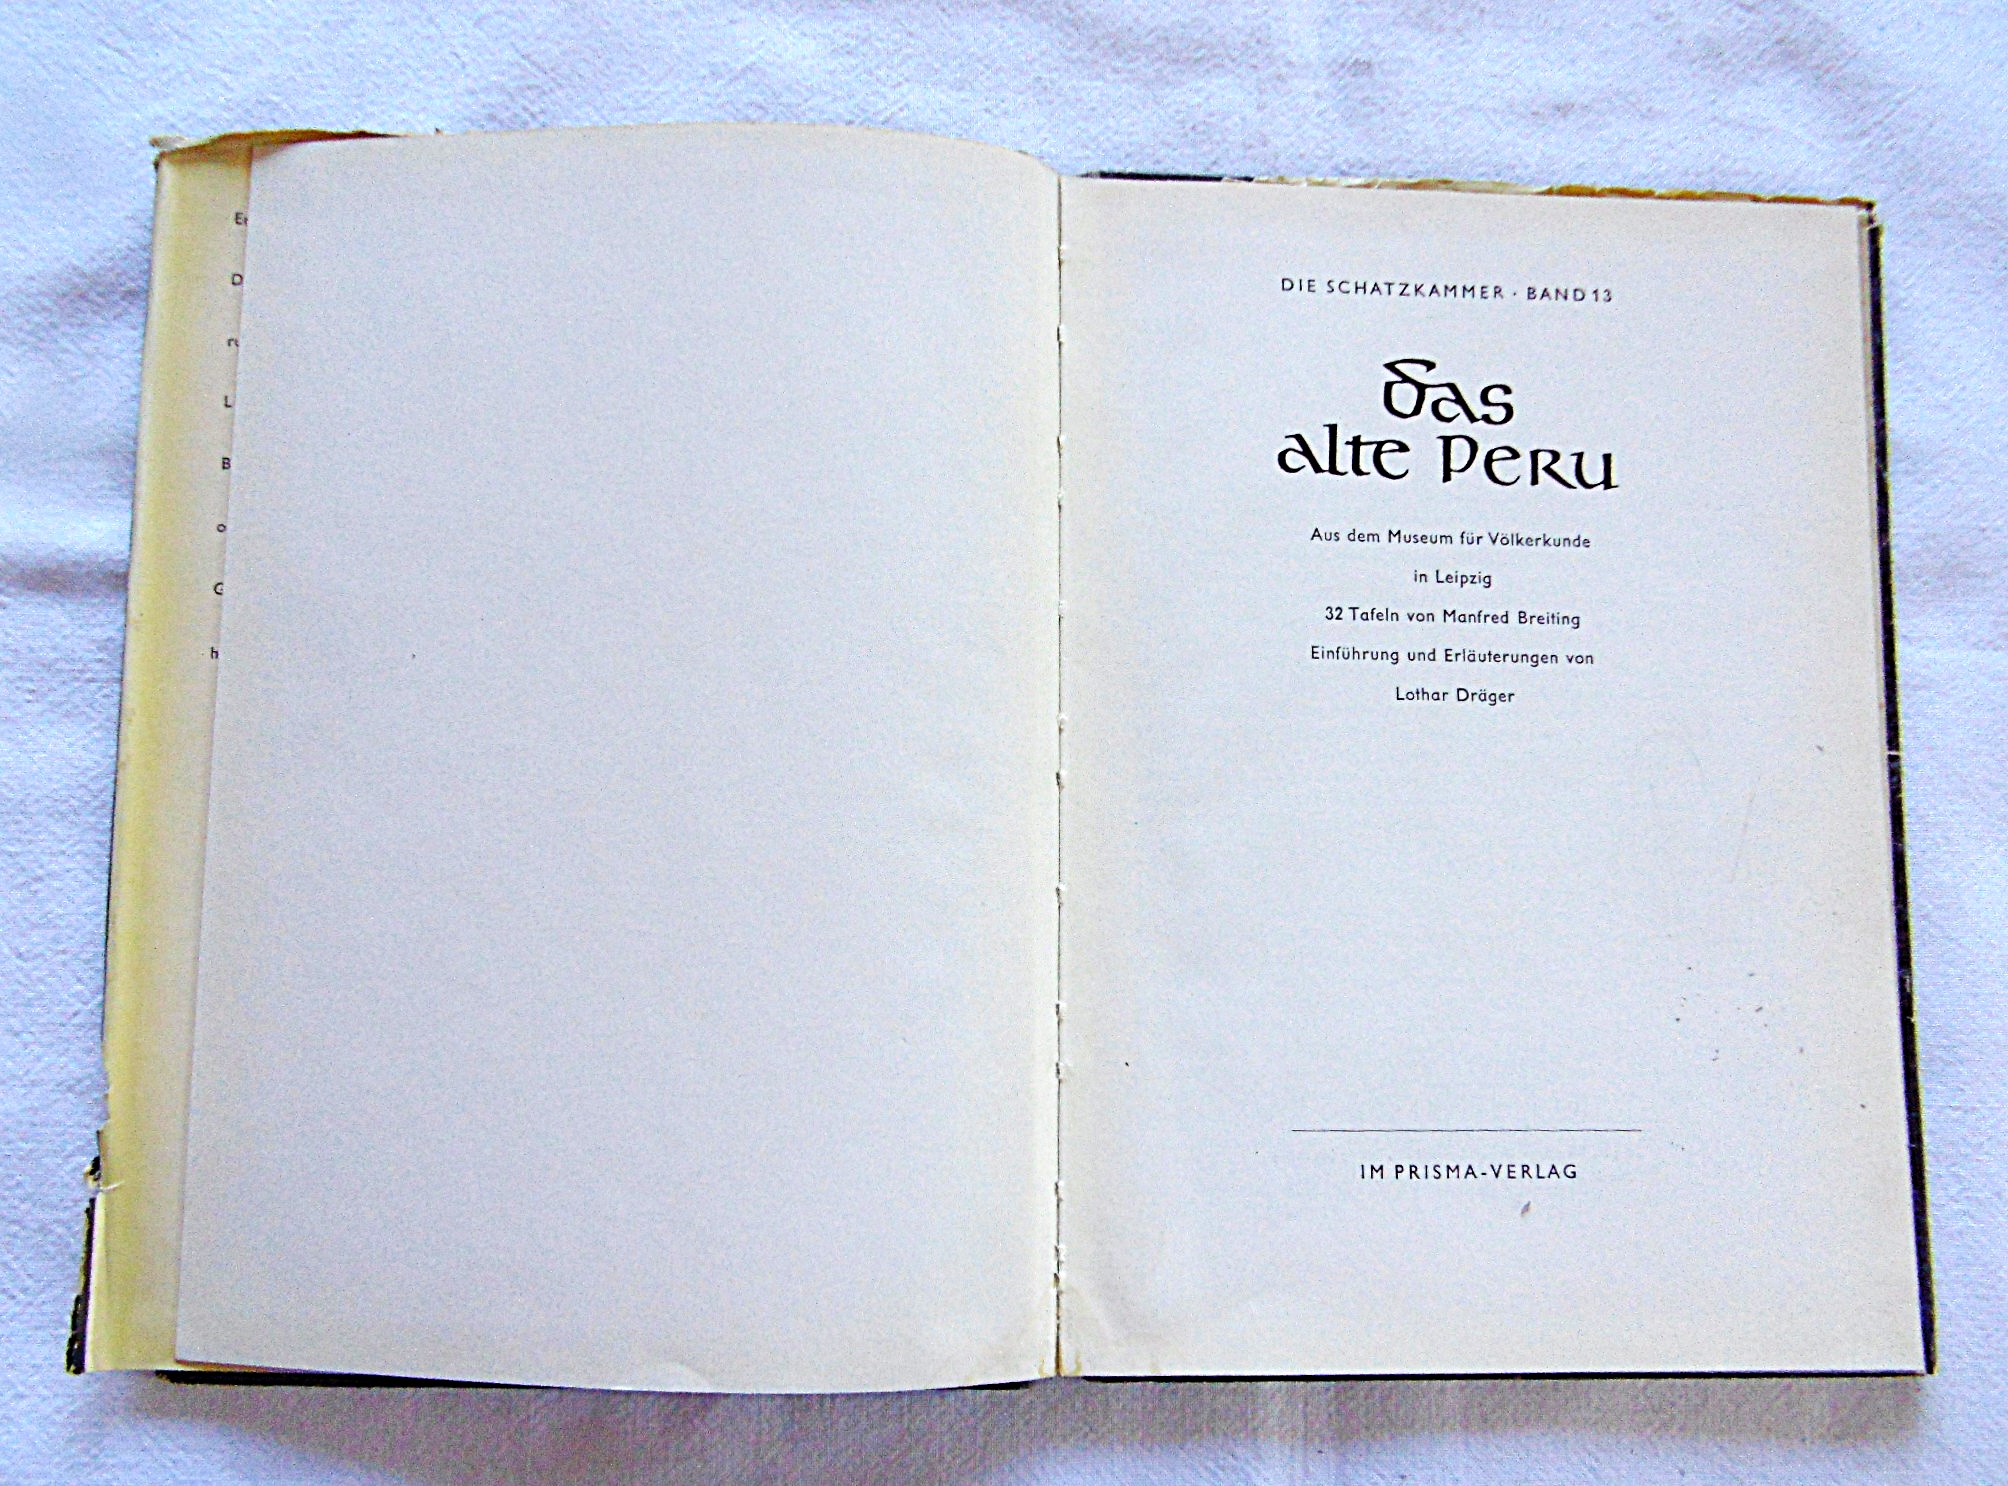 DIE SCHATZKAMMER · BAND 13
das
alte Peru
Aus dem Museum für Völkerkunde
in Leipzig
32 Tafeln von Manfred Breiting
Einführung und Erläuterungen von
Lothar Dräger
IM PRISMA-VERLAG